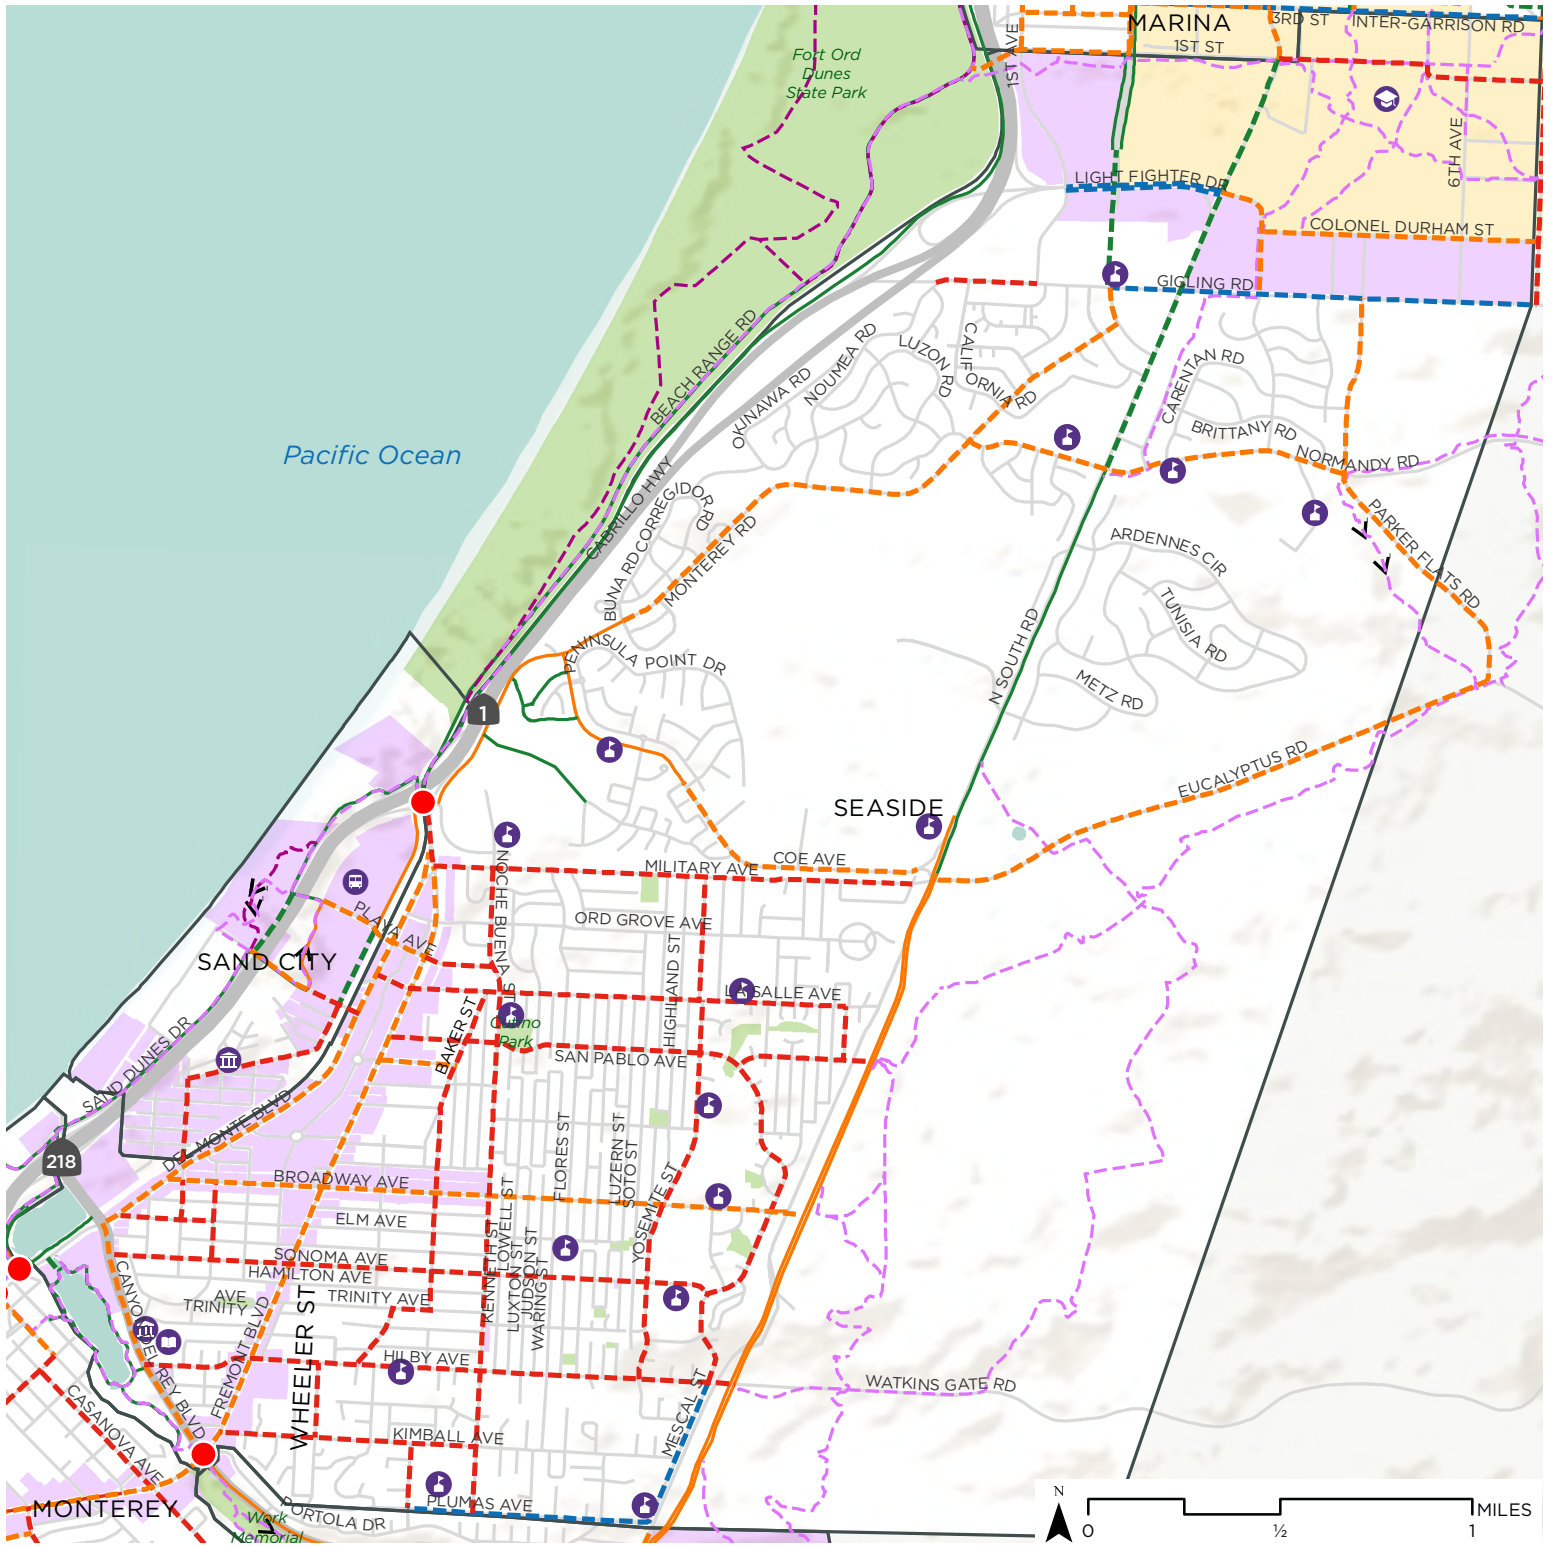 MARINA
3RD ST
INTER-GARRISON RD
1ST ST
1ST AVE
Fort Ord
Dunes
State Park
6TH AVE
LIGHT FIGHTER DR
COLONEL DURHAM ST
GIGLING RD
BEACH RANGE RD
OKINAWA RD
NOUMEA RD
LUZON RD
CALIFORNIA RD
CARENTAN RD
BRITTANY RD
NORMANDY RD
Pacific Ocean
CABRILLO HWY
CORREGIDOR RD
BUNA RD
MONTEREY RD
PARKER FLATS RD
ARDENNES CIR
TUNISIA RD
N SOUTH RD
METZ RD
PENINSULA POINT DR
1
EUCALYPTUS RD
SEASIDE
COE AVE
MILITARY AVE
NOCHE BUENA ST
ORD GROVE AVE
PLAYA AVE
SAND CITY
HIGHLAND ST
LA SALLE AVE
BAKER ST
Cutino
Park
SAN PABLO AVE
SAND DUNES DR
DEL MONTE BLVD
218
BROADWAY AVE
FLORES ST
LUZERN ST
SOTO ST
YOSEMITE ST
ELM AVE
SONOMA AVE
HAMILTON AVE
TRINITY AVE
AVE
TRINITY
KENNETH ST
LOWELL ST
LUXTON ST
JUDSON ST
WARING ST
CANYON DEL REY BLVD
FREMONT BLVD
WHEELER ST
HILBY AVE
WATKINS GATE RD
MESCAL ST
CASANOVA AVE
KIMBALL AVE
MONTEREY
PLUMAS AVE
PORTOLA DR
Work
Memorial
N
0
½
1
MILES